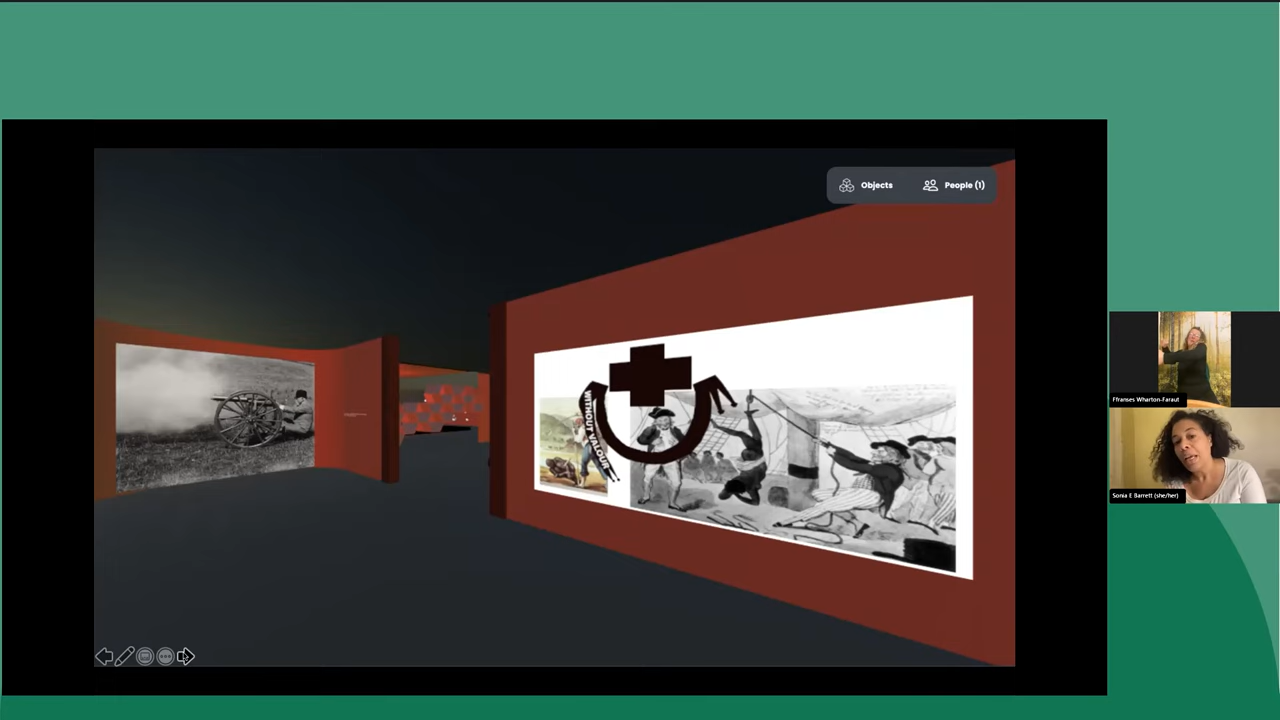 Objects
People (1)
WITHOUT VALOUR
Ffranses Wharton-Faraut
Sonia E Barrett (she/her)